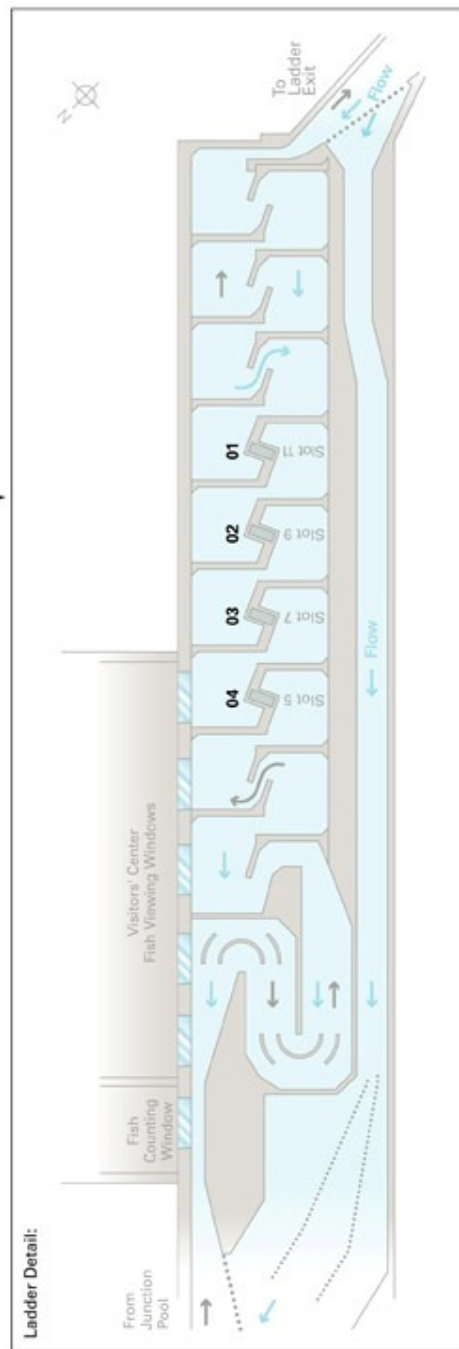 Ladder Detail:
N
To
Ladder
Exit
Flow
01
02
03
04
Slot 11
Slot 9
Slot 7
Slot 5
Flow
Visitors' Center
Fish Viewing Windows
Fish
Counting
Window
From
Junction
Pool